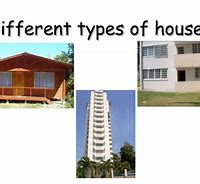 ifferent types of house